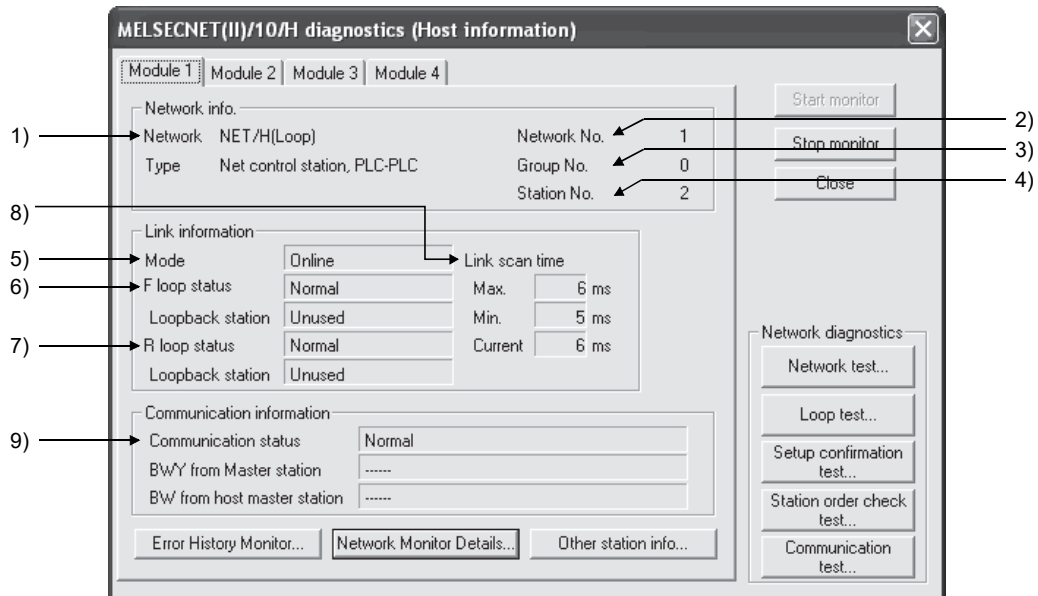 MELSECNET(II)/10/H diagnostics (Host information)
Module 1 Module 2 Module 3 Module 4
Network info.
1) Network NET/H(Loop) Network No. 1 2)
Type Net control station, PLC-PLC Group No. 0 3)
Station No. 2 4)
Start monitor
Stop monitor
Close
8)
Link information
5) Mode Online Link scan time
6) F loop status Normal Max. 6 ms
Loopback station Unused Min. 5 ms
7) R loop status Normal Current 6 ms
Loopback station Unused
Communication information
9) Communication status Normal
BWY from Master station ------
BW from host master station ------
Error History Monitor... Network Monitor Details... Other station info...
Network diagnostics
Network test...
Loop test...
Setup confirmation
test...
Station order check
test...
Communication
test...